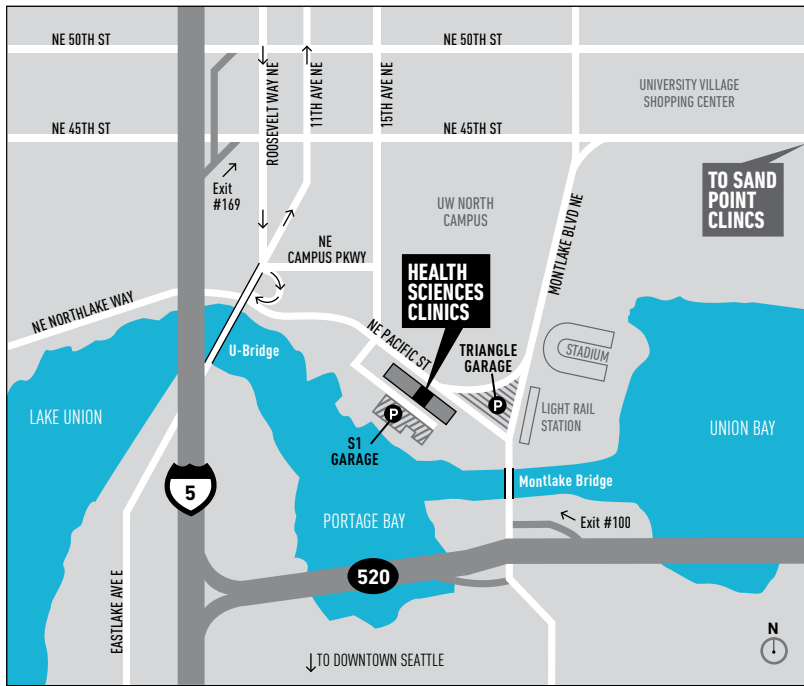 NE 50TH ST
NE 50TH ST
ROOSEVELT WAY NE
11TH AVE NE
15TH AVE NE
UNIVERSITY VILLAGE
SHOPPING CENTER
NE 45TH ST
NE 45TH ST
Exit
#169
TO SAND
POINT
CLINCS
UW NORTH
CAMPUS
MONTLAKE BLVD NE
NE
CAMPUS PKWY
HEALTH
SCIENCES
CLINICS
NE NORTHLAKE WAY
NE PACIFIC ST
U-Bridge
TRIANGLE
GARAGE
STADIUM
P
P
LIGHT RAIL
STATION
LAKE UNION
UNION BAY
S1
GARAGE
5
Montlake Bridge
PORTAGE BAY
Exit #100
520
EASTLAKE AVE E
TO DOWNTOWN SEATTLE
N